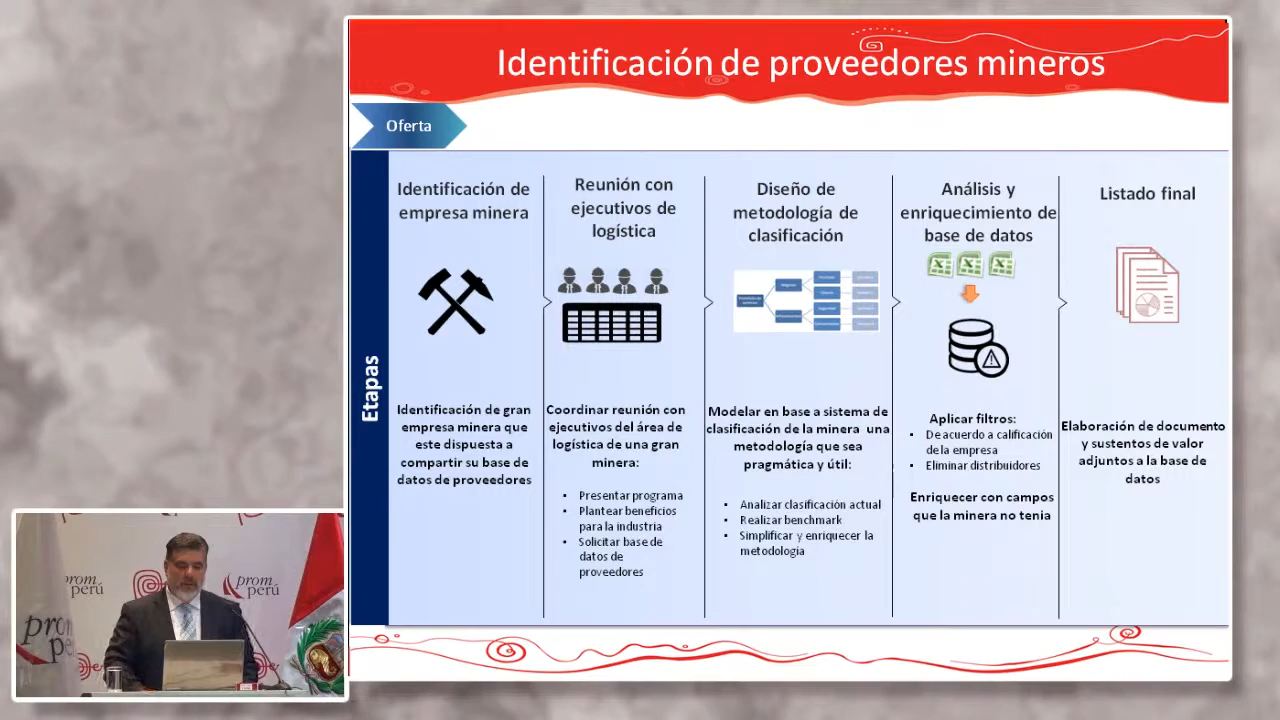 Identificación de proveedores mineros
Oferta
Etapas
Identificación de
empresa minera
Identificación de gran
empresa minera que
este dispuesta a
compartir su base de
datos de proveedores
Reunión con
ejecutivos de
logística
Coordinar reunión con
ejecutivos del área de
logística de una gran
minera:
• Presentar programa
• Plantear beneficios
para la industria
• Solicitar base de
datos de
proveedores
Diseño de
metodología de
clasificación
Modelar en base a sistema de
clasificación de la minera una
metodología que sea
pragmática y útil:
• Analizar clasificación actual
• Realizar benchmark
• Simplificar y enriquecer la
metodología
Análisis y
enriquecimiento de
base de datos
Aplicar filtros:
• De acuerdo a calificación
de la empresa
• Eliminar distribuidores
Enriquecer con campos
que la minera no tenia
Listado final
Elaboración de documento
y sustentos de valor
adjuntos a la base de
datos
prom
perú
prom
perú